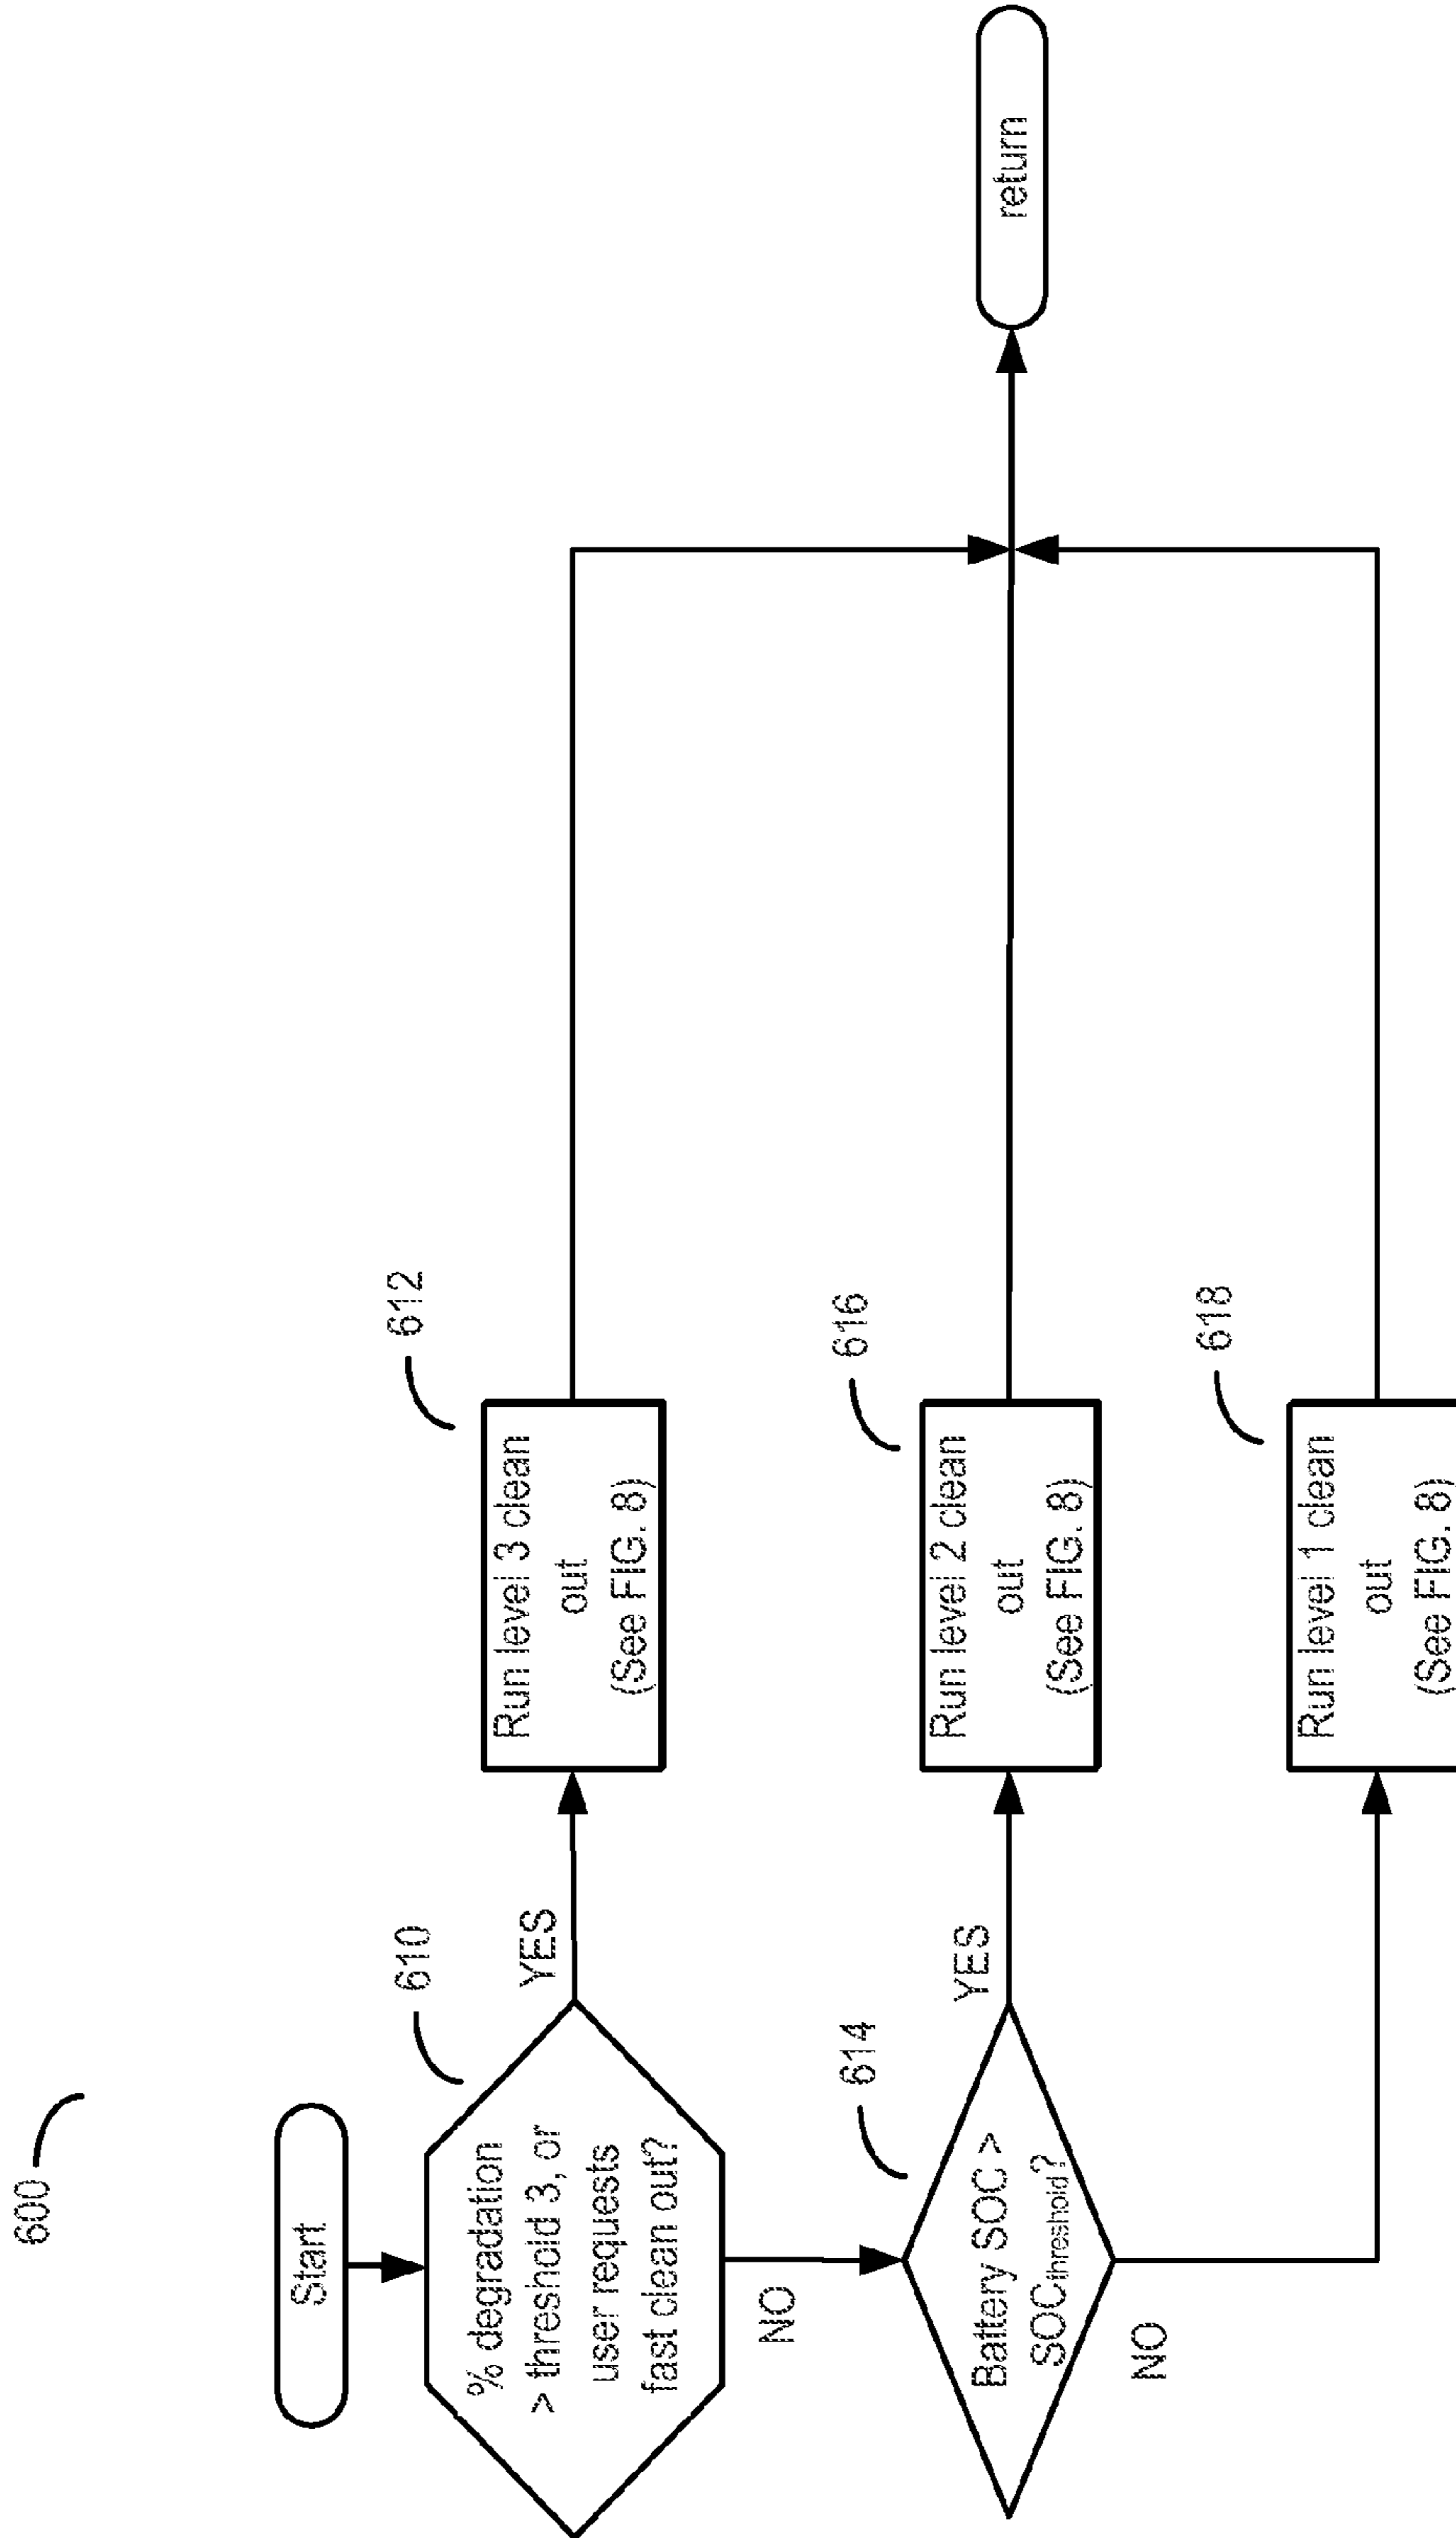 600
Start
610
% degradation
> threshold 3, or
user requests
fast clean out?
YES
612
Run level 3 clean
out
(See FIG. 8)
NO
614
Battery SOC >
SOCthreshold?
YES
616
Run level 2 clean
out
(See FIG. 8)
NO
618
Run level 1 clean
out
(See FIG. 8)
return